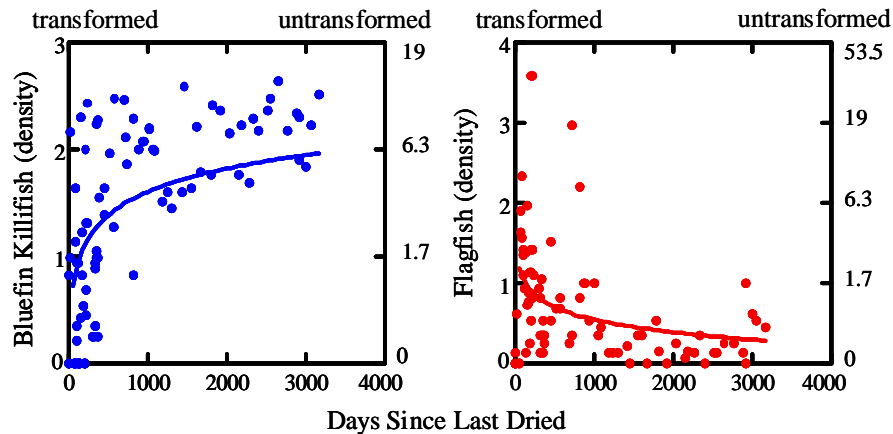 transformed untransformed transformed untransformed
3 19 4 53.5
Bluefin Killifish (density)
2 6.3
1 1.7
0 0
Flagfish (density)
3 19
2 6.3
1 1.7
0 0
0 1000 2000 3000 4000 0 1000 2000 3000 4000
Days Since Last Dried